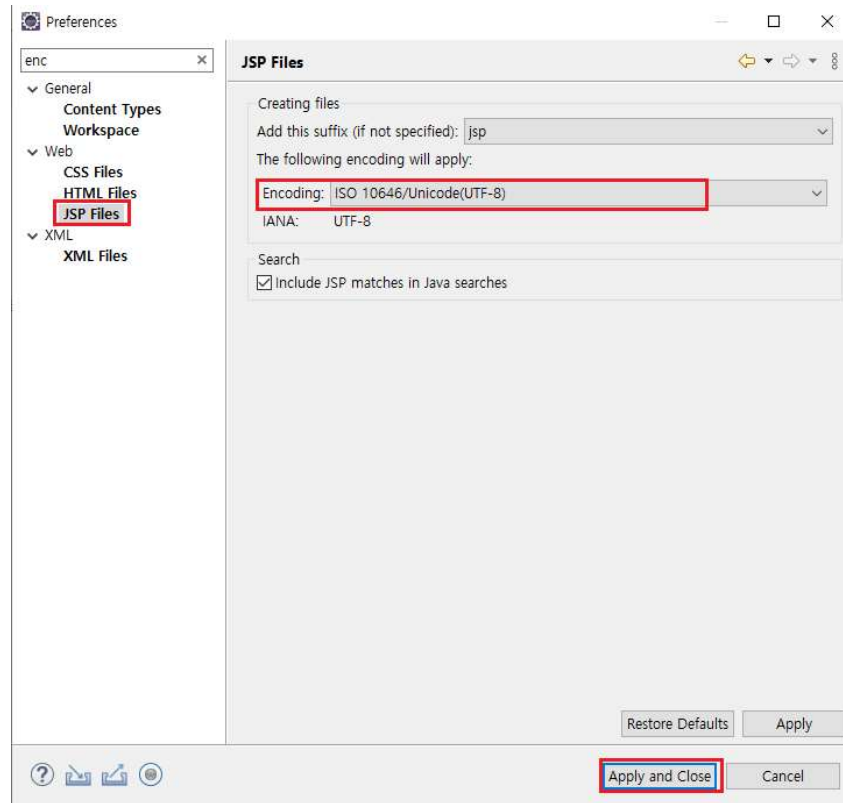 Preferences
enc
General
Content Types
Workspace
Web
CSS Files
HTML Files
JSP Files
XML
XML Files
JSP Files
Creating files
Add this suffix (if not specified): jsp
The following encoding will apply:
Encoding: ISO 10646/Unicode(UTF-8)
IANA: UTF-8
Search
Include JSP matches in Java searches
Restore Defaults Apply
Apply and Close Cancel